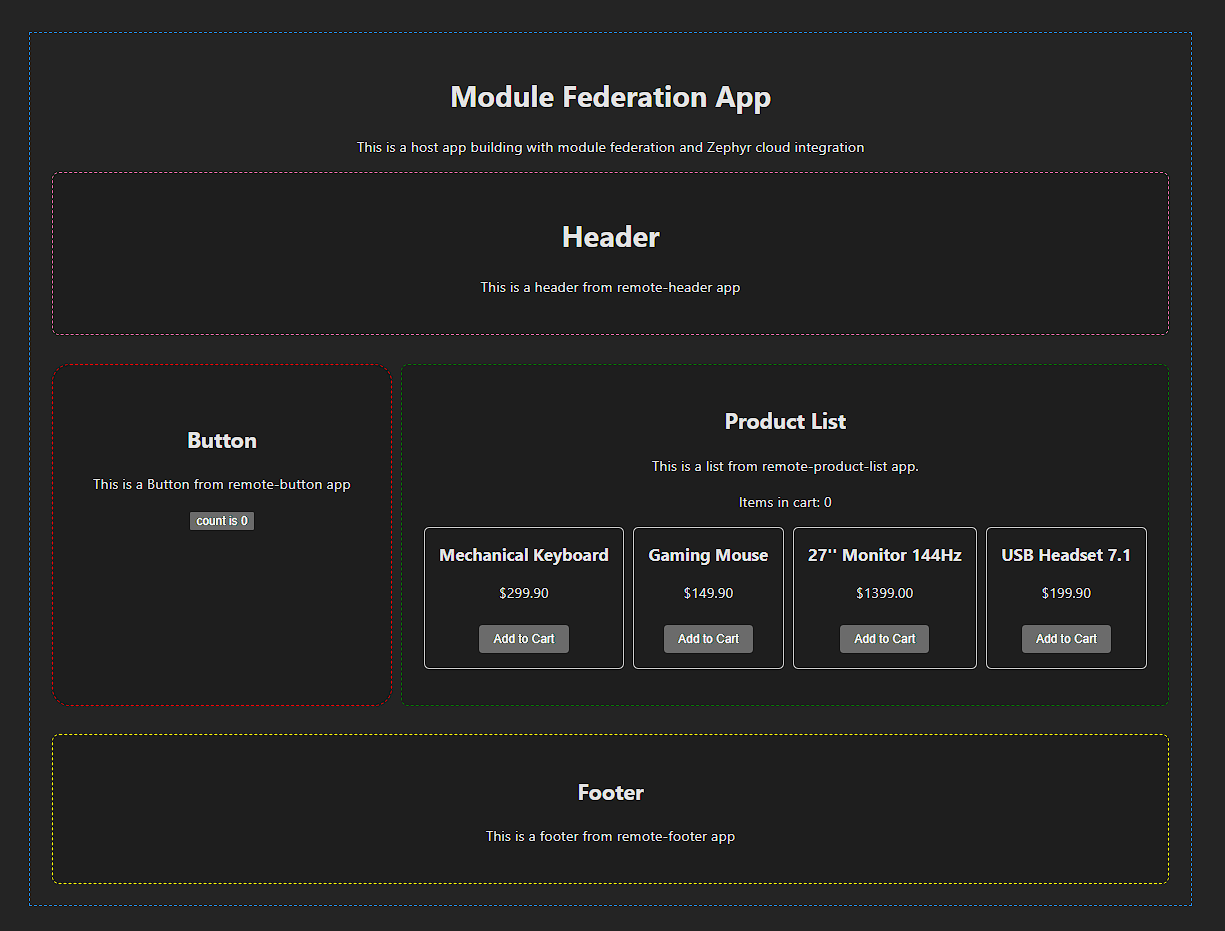 Module Federation App
This is a host app building with module federation and Zephyr cloud integration
Header
This is a header from remote-header app
Button
This is a Button from remote-button app
count is 0
Product List
This is a list from remote-product-list app.
Items in cart: 0
Mechanical Keyboard
$299.90
Add to Cart
Gaming Mouse
$149.90
Add to Cart
27'' Monitor 144Hz
$1399.00
Add to Cart
USB Headset 7.1
$199.90
Add to Cart
Footer
This is a footer from remote-footer app